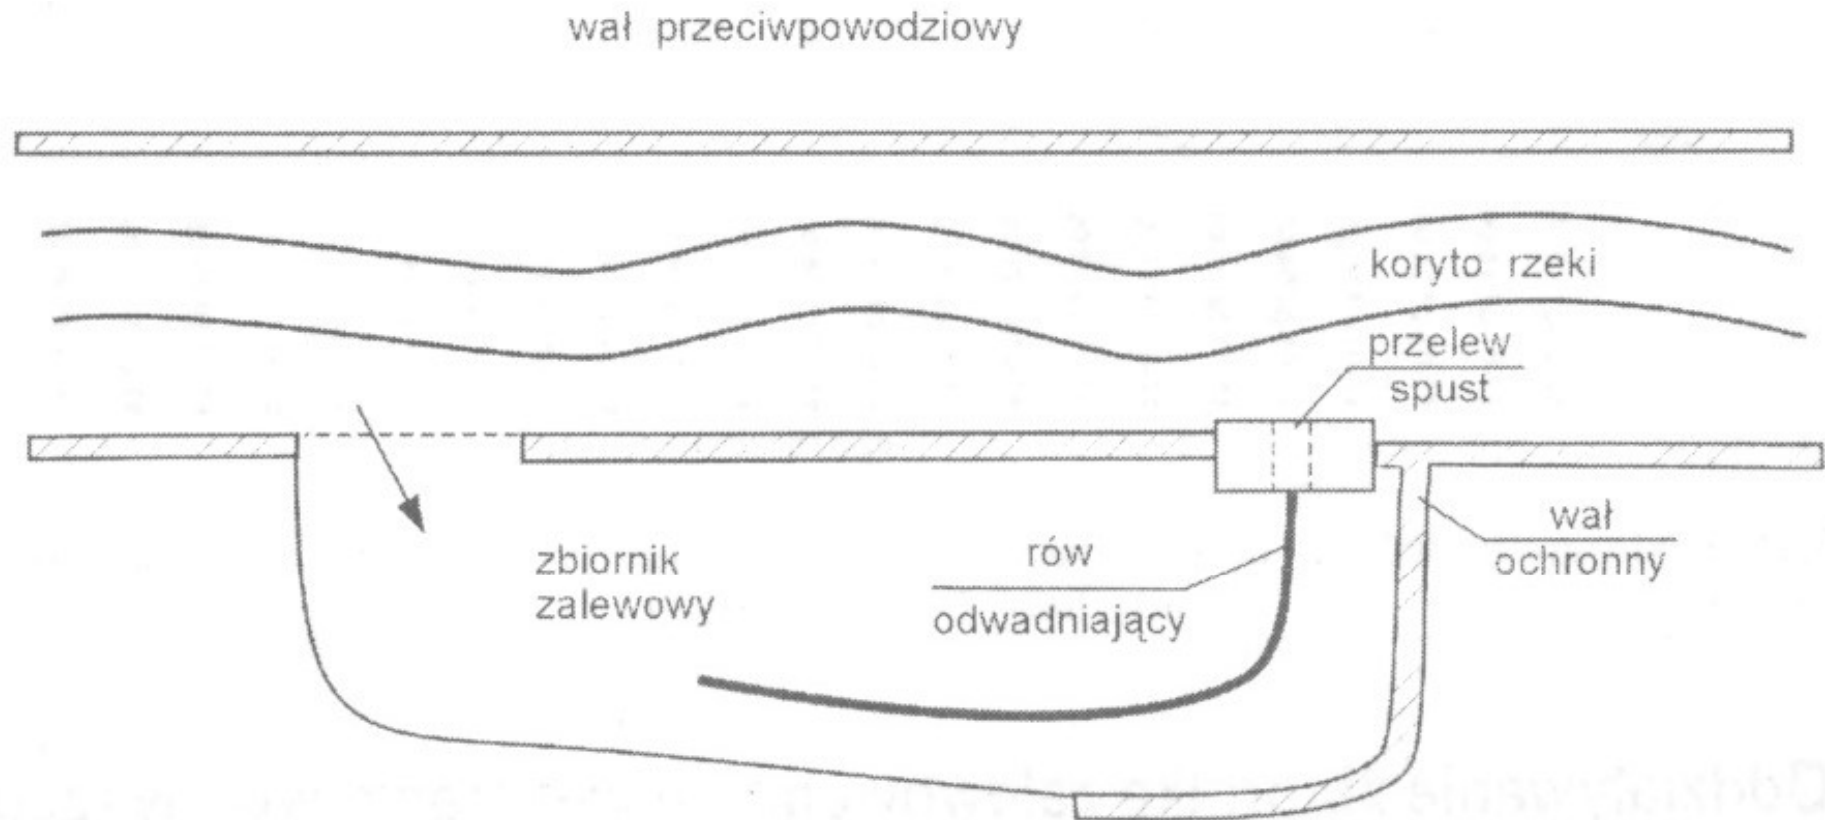 wał przeciwpowodziowy
koryto rzeki
przelew
spust
wał
ochronny
zbiornik
zalewowy
rów
odwadniający